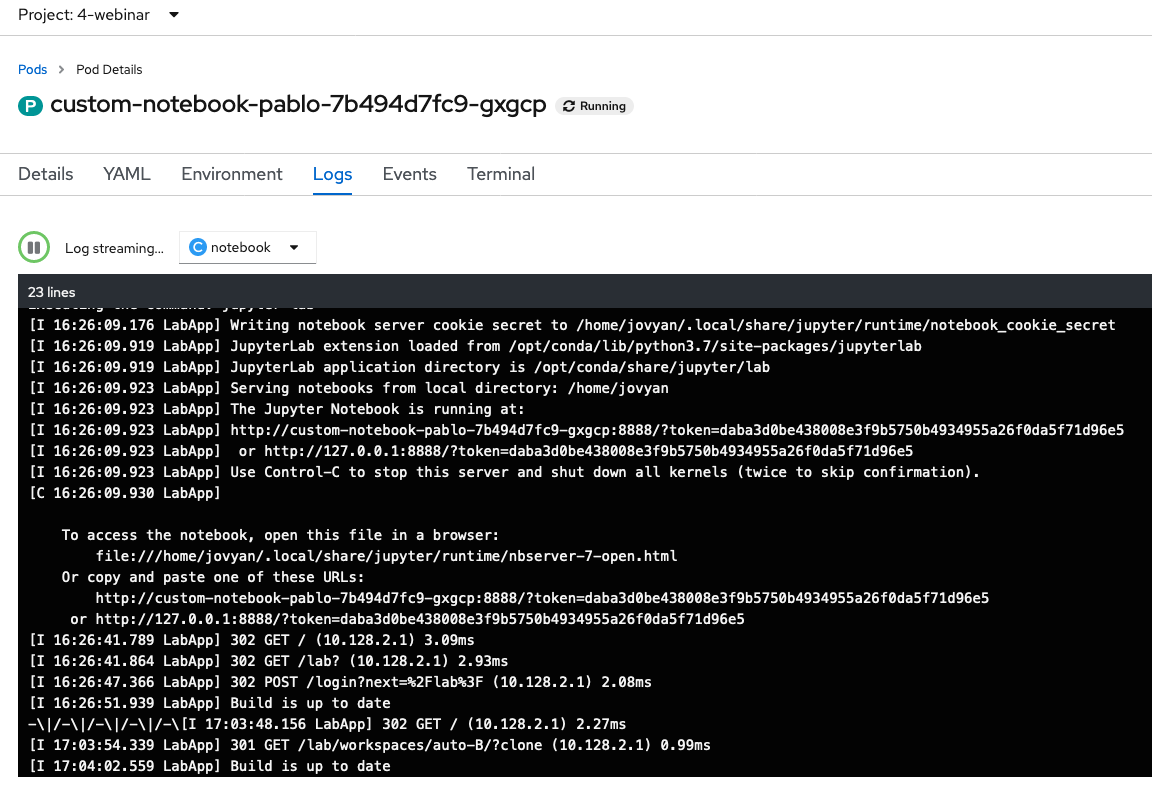 Project: 4-webinar
Pods > Pod Details
P custom-notebook-pablo-7b494d7fc9-gxgcp Running
Details YAML Environment Logs Events Terminal
Log streaming... C notebook
23 lines
Executing the command: jupyter lab
[I 16:26:09.176 LabApp] Writing notebook server cookie secret to /home/jovyan/.local/share/jupyter/runtime/notebook_cookie_secret
[I 16:26:09.919 LabApp] JupyterLab extension loaded from /opt/conda/lib/python3.7/site-packages/jupyterlab
[I 16:26:09.919 LabApp] JupyterLab application directory is /opt/conda/share/jupyter/lab
[I 16:26:09.923 LabApp] Serving notebooks from local directory: /home/jovyan
[I 16:26:09.923 LabApp] The Jupyter Notebook is running at:
[I 16:26:09.923 LabApp] http://custom-notebook-pablo-7b494d7fc9-gxgcp:8888/?token=daba3d0be438008e3f9b5750b4934955a26f0da5f71d96e5
[I 16:26:09.923 LabApp]  or http://127.0.0.1:8888/?token=daba3d0be438008e3f9b5750b4934955a26f0da5f71d96e5
[I 16:26:09.923 LabApp] Use Control-C to stop this server and shut down all kernels (twice to skip confirmation).
[C 16:26:09.930 LabApp]
To access the notebook, open this file in a browser:
file:///home/jovyan/.local/share/jupyter/runtime/nbserver-7-open.html
Or copy and paste one of these URLs:
http://custom-notebook-pablo-7b494d7fc9-gxgcp:8888/?token=daba3d0be438008e3f9b5750b4934955a26f0da5f71d96e5
or http://127.0.0.1:8888/?token=daba3d0be438008e3f9b5750b4934955a26f0da5f71d96e5
[I 16:26:41.789 LabApp] 302 GET / (10.128.2.1) 3.09ms
[I 16:26:41.864 LabApp] 302 GET /lab? (10.128.2.1) 2.93ms
[I 16:26:47.366 LabApp] 302 POST /login?next=%2Flab%3F (10.128.2.1) 2.08ms
[I 16:26:51.939 LabApp] Build is up to date
-\|/-\|/-\|/-\|/-\[I 17:03:48.156 LabApp] 302 GET / (10.128.2.1) 2.27ms
[I 17:03:54.339 LabApp] 301 GET /lab/workspaces/auto-B/?clone (10.128.2.1) 0.99ms
[I 17:04:02.559 LabApp] Build is up to date